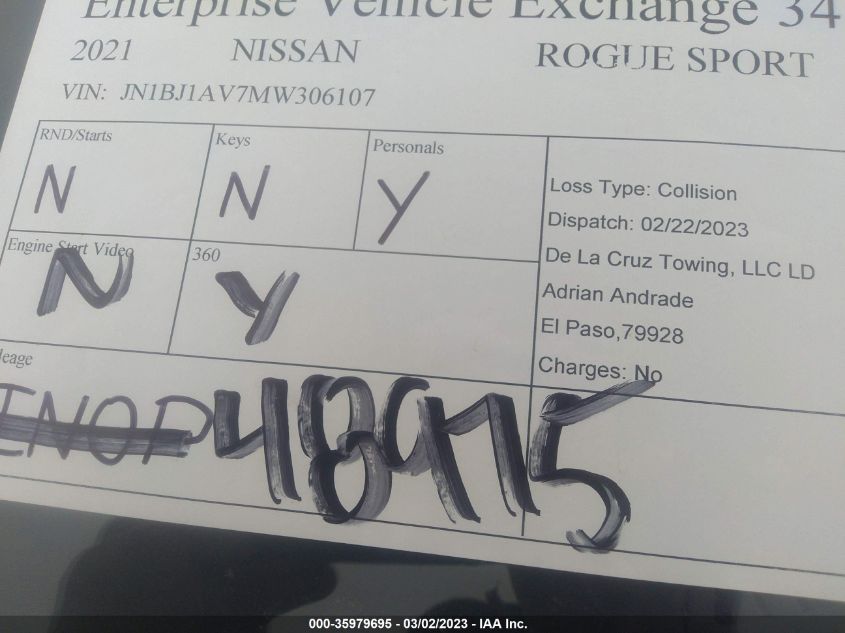 Enterprise Vehicle Exchange 34
2021 NISSAN ROGUE SPORT
VIN: JN1BJ1AV7MW306107
RND/Starts Keys Personals
N N Y
Loss Type: Collision
Dispatch: 02/22/2023
De La Cruz Towing, LLC LD
Adrian Andrade
El Paso,79928
Charges: No
Engine Start Video 360
N Y
leage
INOP 48975
000-35979695 - 03/02/2023 - IAA Inc.